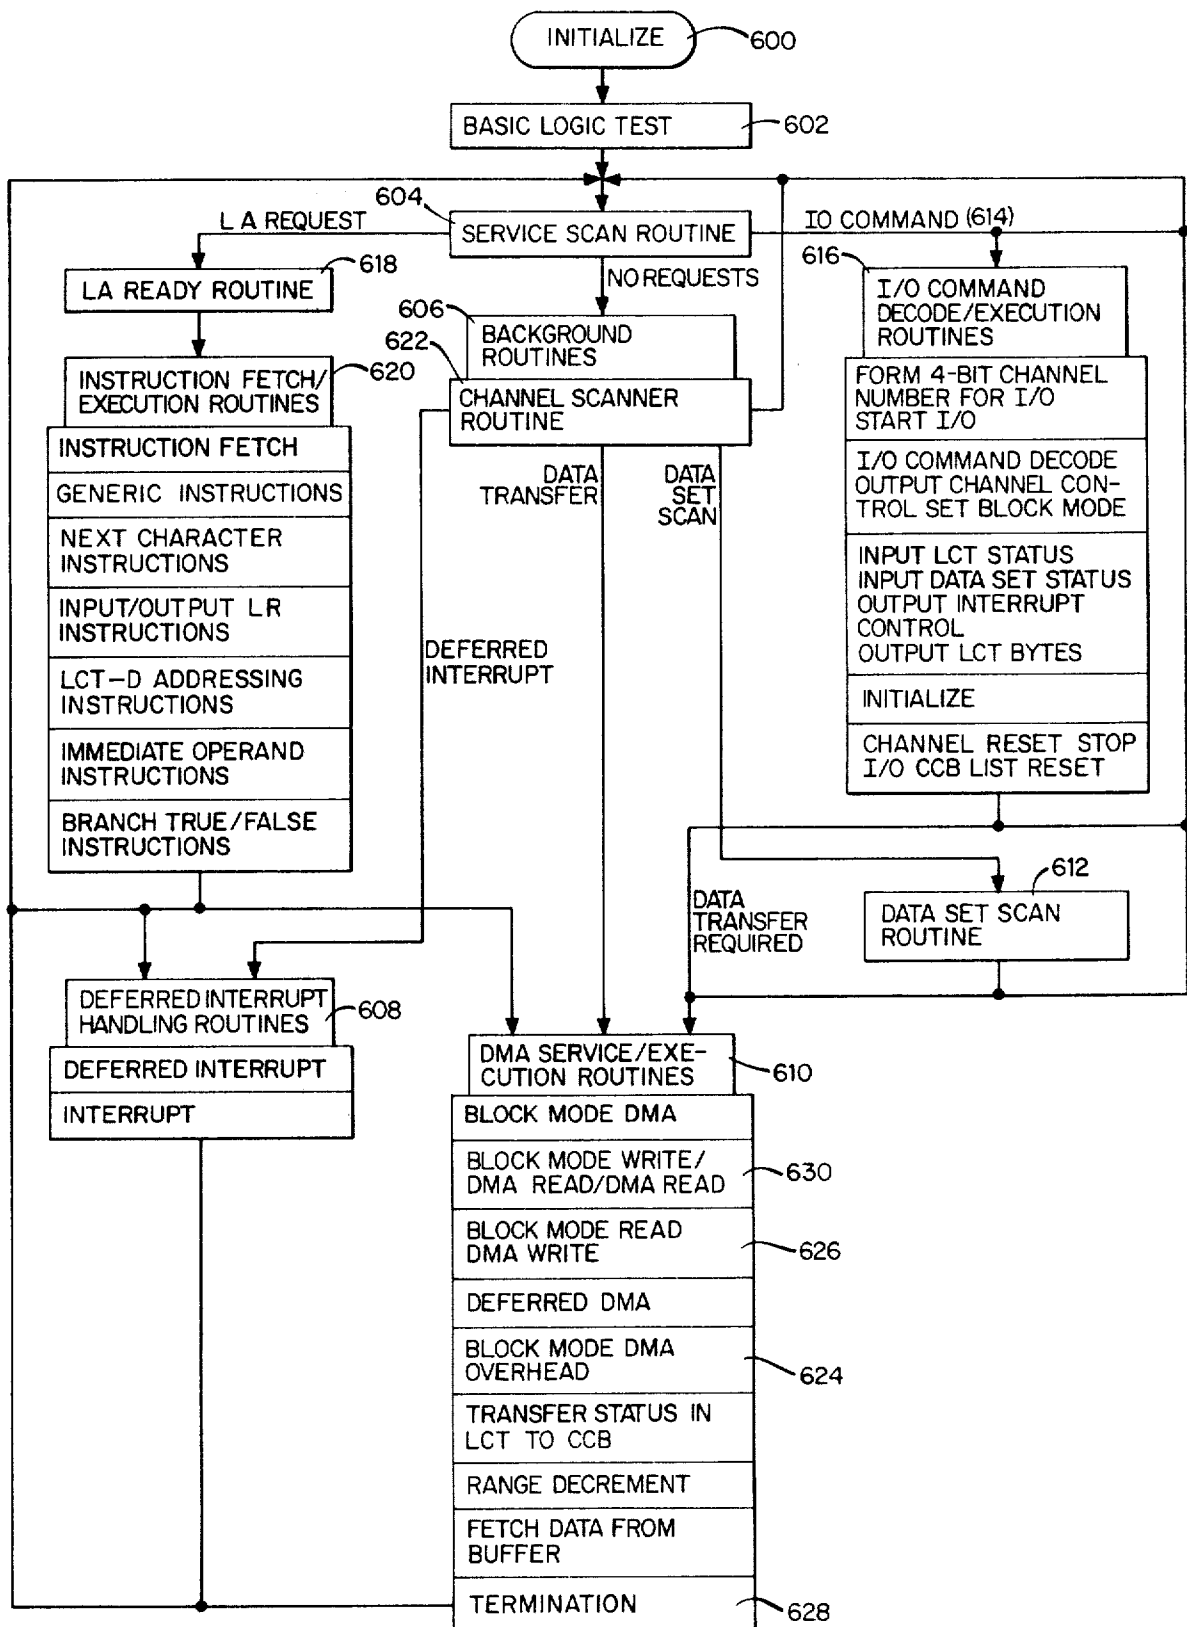 INITIALIZE
600
BASIC LOGIC TEST
602
604
LA REQUEST
SERVICE SCAN ROUTINE
IO COMMAND (614)
618
LA READY ROUTINE
NO REQUESTS
616
I/O COMMAND
DECODE/EXECUTION
ROUTINES
606
BACKGROUND
ROUTINES
622
CHANNEL SCANNER
ROUTINE
INSTRUCTION FETCH/
EXECUTION ROUTINES
620
INSTRUCTION FETCH
GENERIC INSTRUCTIONS
NEXT CHARACTER
INSTRUCTIONS
INPUT/OUTPUT LR
INSTRUCTIONS
LCT-D ADDRESSING
INSTRUCTIONS
IMMEDIATE OPERAND
INSTRUCTIONS
BRANCH TRUE/FALSE
INSTRUCTIONS
DATA
TRANSFER
DATA
SET
SCAN
DEFERRED
INTERRUPT
FORM 4-BIT CHANNEL
NUMBER FOR I/O
START I/O
I/O COMMAND DECODE
OUTPUT CHANNEL CON-
TROL SET BLOCK MODE
INPUT LCT STATUS
INPUT DATA SET STATUS
OUTPUT INTERRUPT
CONTROL
OUTPUT LCT BYTES
INITIALIZE
CHANNEL RESET STOP
I/O CCB LIST RESET
612
DATA SET SCAN
ROUTINE
DATA
TRANSFER
REQUIRED
DEFERRED INTERRUPT
HANDLING ROUTINES
608
DEFERRED INTERRUPT
INTERRUPT
DMA SERVICE/EXE-
CUTION ROUTINES
610
BLOCK MODE DMA
BLOCK MODE WRITE/
DMA READ/DMA READ
630
BLOCK MODE READ
DMA WRITE
626
DEFERRED DMA
BLOCK MODE DMA
OVERHEAD
624
TRANSFER STATUS IN
LCT TO CCB
RANGE DECREMENT
FETCH DATA FROM
BUFFER
TERMINATION
628